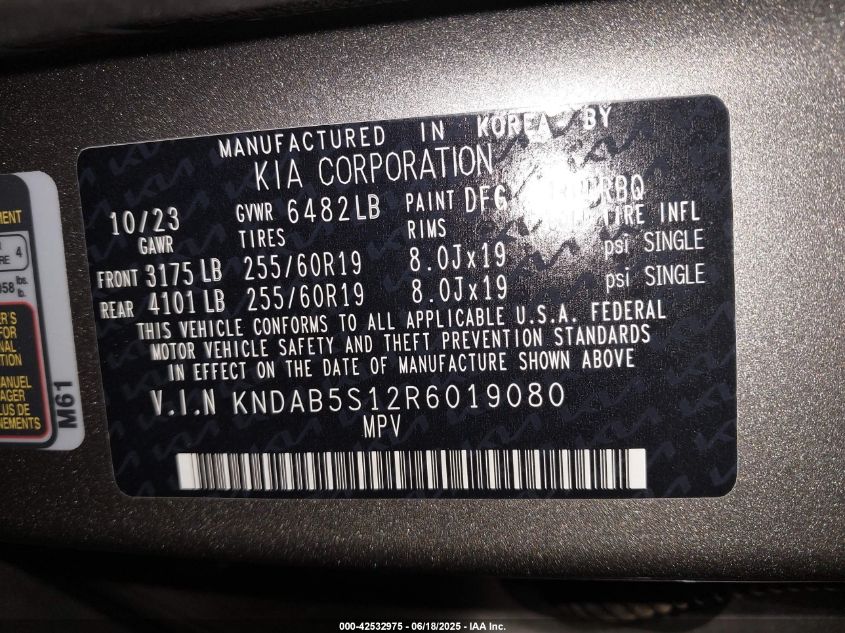 MANUFACTURED IN KOREA BY
KIA CORPORATION
10/23 GVWR 6482LB PAINT DFG RBQ
GAWR TIRES RIMS TIRE INFL
FRONT 3175 LB 255/60R19 8.0Jx19 psi SINGLE
REAR 4101 LB 255/60R19 8.0Jx19 psi SINGLE
THIS VEHICLE CONFORMS TO ALL APPLICABLE U.S.A. FEDERAL
MOTOR VEHICLE SAFETY AND THEFT PREVENTION STANDARDS
IN EFFECT ON THE DATE OF MANUFACTURE SHOWN ABOVE
V.I.N KNDAB5S12R6019080
MPV
4
M61
000-42532975 - 06/18/2025 - IAA Inc.